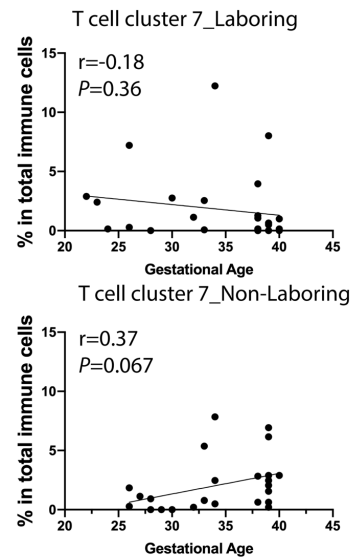 T cell cluster 7_Laboring
% in total immune cells
15
10
5
0
r=-0.18
P=0.36
20 25 30 35 40 45
Gestational Age
T cell cluster 7_Non-Laboring
% in total immune cells
15
10
5
0
r=0.37
P=0.067
20 25 30 35 40 45
Gestational Age